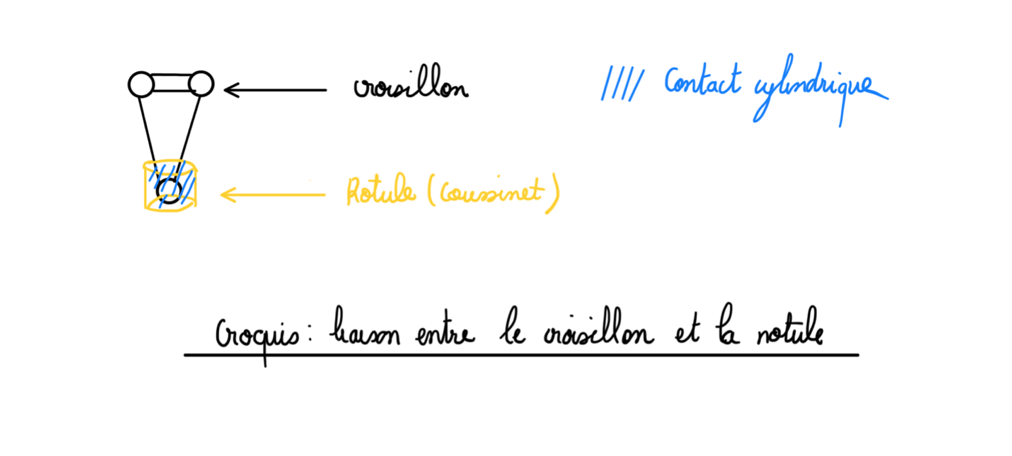 croisillon
//// Contact cylindrique
Rotule (coussinet)
Croquis : liaison entre le croisillon et la rotule